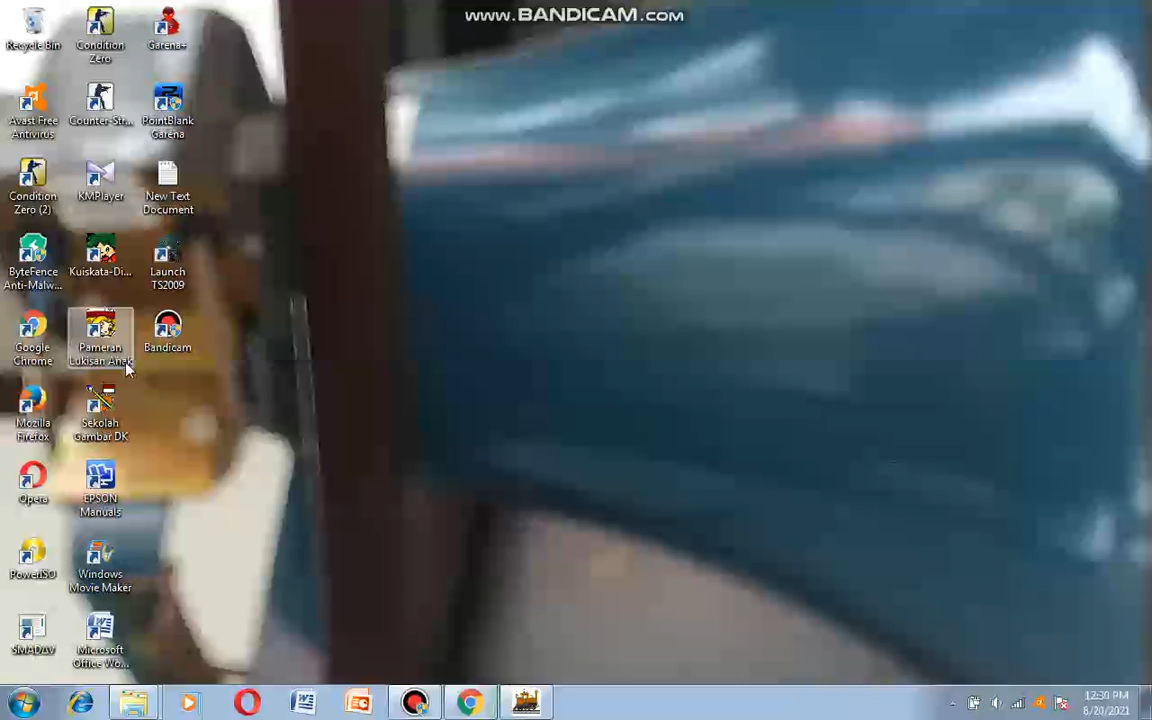 www.BANDICAM.com
Recycle Bin
Condition
Zero
Garena+
Avast Free
Antivirus
Counter-Str...
PointBlank
Garena
Condition
Zero (2)
KMPlayer
New Text
Document
ByteFence
Anti-Malw...
Kuiskata-Di...
Launch
TS2009
Google
Chrome
Pameran
Lukisan Anak
Bandicam
Mozilla
Firefox
Sekolah
Gambar DK
Opera
EPSON
Manuals
PowerISO
Windows
Movie Maker
SMADAV
Microsoft
Office Wo...
12:30 PM
6/20/2021